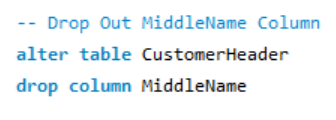 -- Drop Out MiddleName Column
alter table CustomerHeader
drop column MiddleName